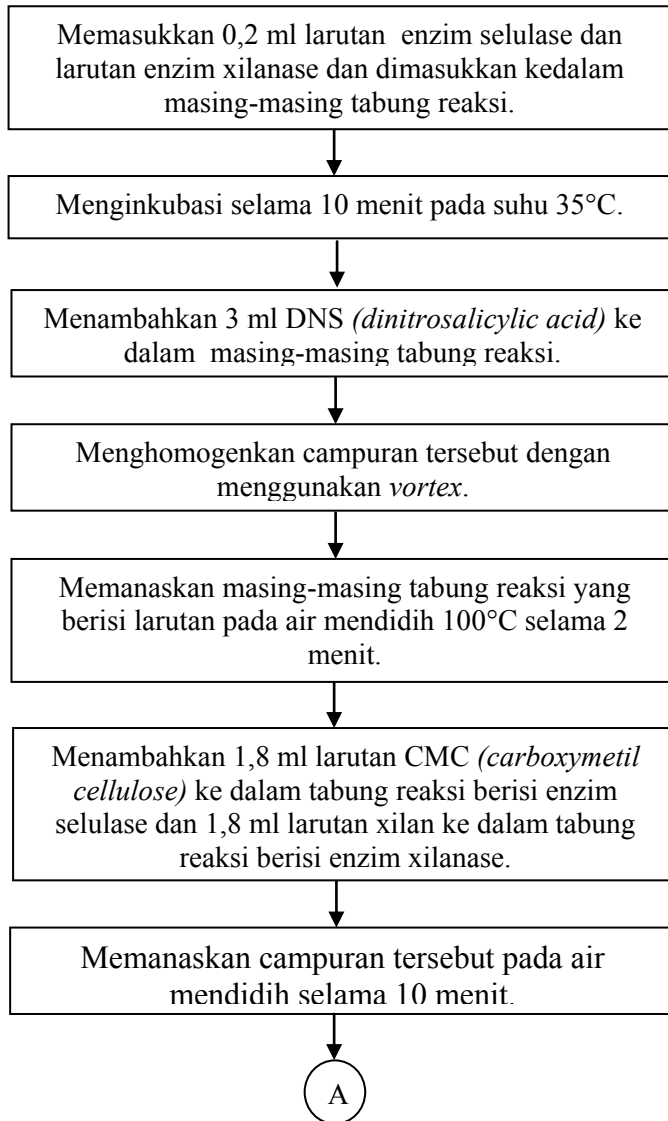 Memasukkan 0,2 ml larutan enzim selulase dan
larutan enzim xilanase dan dimasukkan kedalam
masing-masing tabung reaksi.
Menginkubasi selama 10 menit pada suhu 35°C.
Menambahkan 3 ml DNS (dinitrosalicylic acid) ke
dalam masing-masing tabung reaksi.
Menghomogenkan campuran tersebut dengan
menggunakan vortex.
Memanaskan masing-masing tabung reaksi yang
berisi larutan pada air mendidih 100°C selama 2
menit.
Menambahkan 1,8 ml larutan CMC (carboxymetil
cellulose) ke dalam tabung reaksi berisi enzim
selulase dan 1,8 ml larutan xilan ke dalam tabung
reaksi berisi enzim xilanase.
Memanaskan campuran tersebut pada air
mendidih selama 10 menit.
A